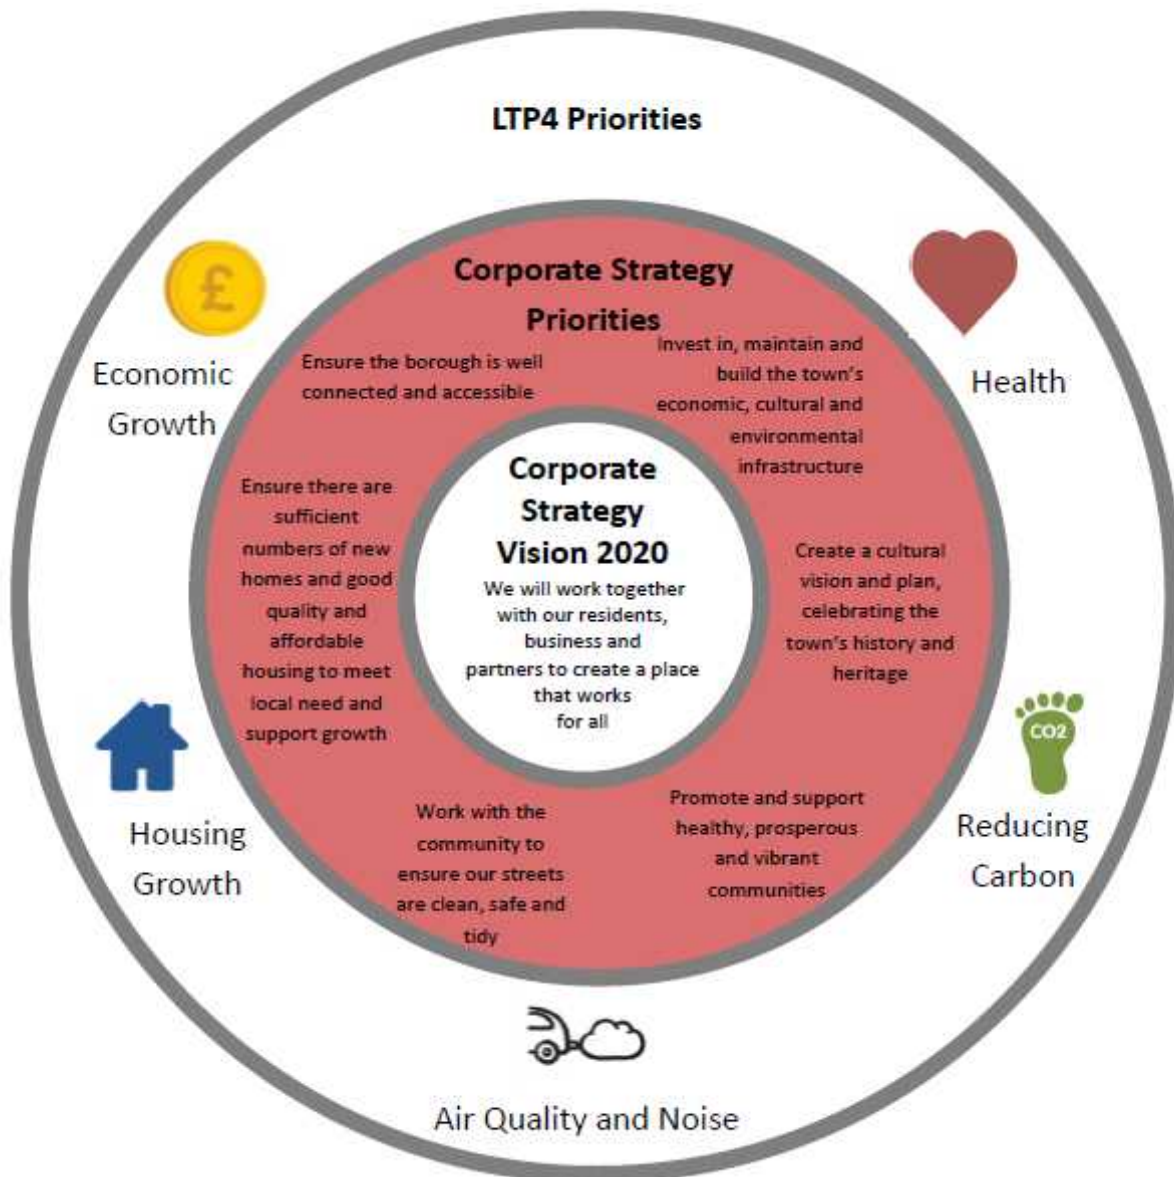 LTP4 Priorities
Economic
Growth
Health
Corporate Strategy
Priorities
Ensure the borough is well
connected and accessible
Invest in, maintain and
build the town's
economic, cultural and
environmental
infrastructure
Ensure there are
sufficient
numbers of new
homes and good
quality and
affordable
housing to meet
local need and
support growth
Corporate
Strategy
Vision 2020
We will work together
with our residents,
business and
partners to create a place
that works
for all
Create a cultural
vision and plan,
celebrating the
town's history and
heritage
Housing
Growth
CO2
Reducing
Carbon
Work with the
community to
ensure our streets
are clean, safe and
tidy
Promote and support
healthy, prosperous
and vibrant
communities
Air Quality and Noise
£